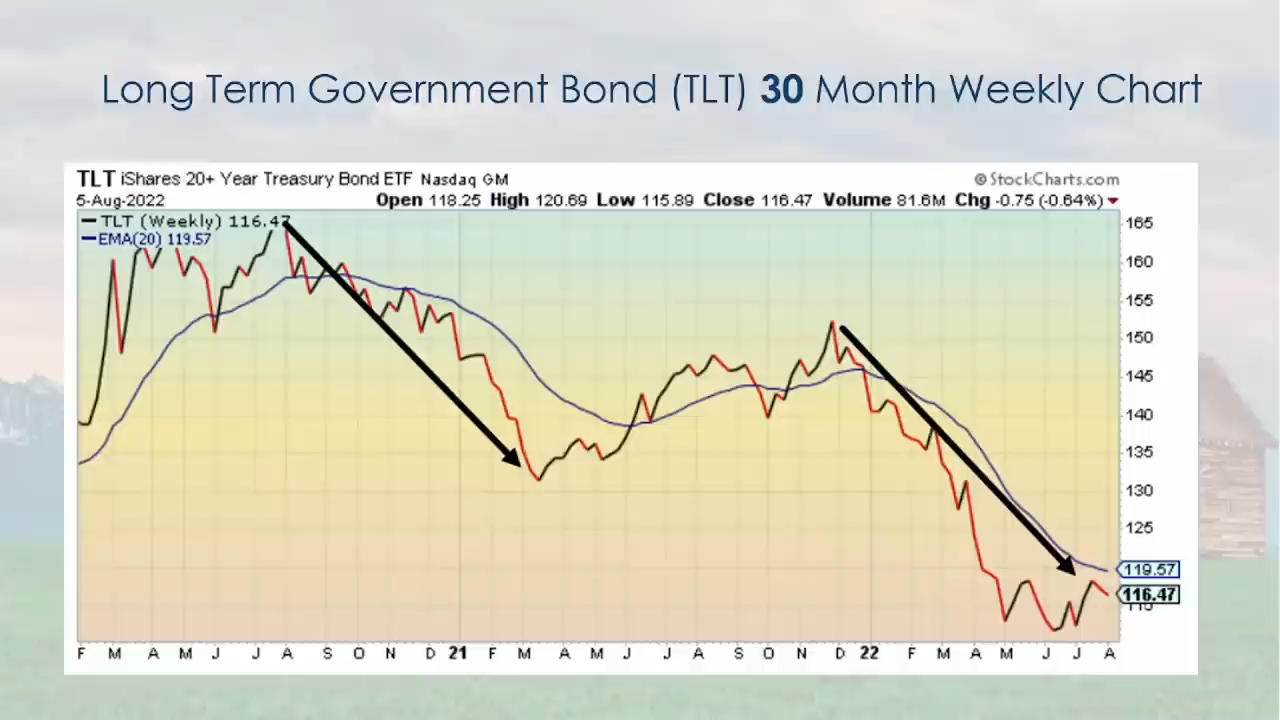 Long Term Government Bond (TLT) 30 Month Weekly Chart
TLT iShares 20+ Year Treasury Bond ETF Nasdaq GM
© StockCharts.com
5-Aug-2022
Open 118.25 High 120.69 Low 115.89 Close 116.47 Volume 81.6M Chg -0.75 (-0.64%)
TLT (Weekly) 116.47
EMA(20) 119.57
165
160
155
150
145
140
135
130
125
119.57
116.47
115
F M A M J J A S O N D 21 F M A M J J A S O N D 22 F M A M J J A